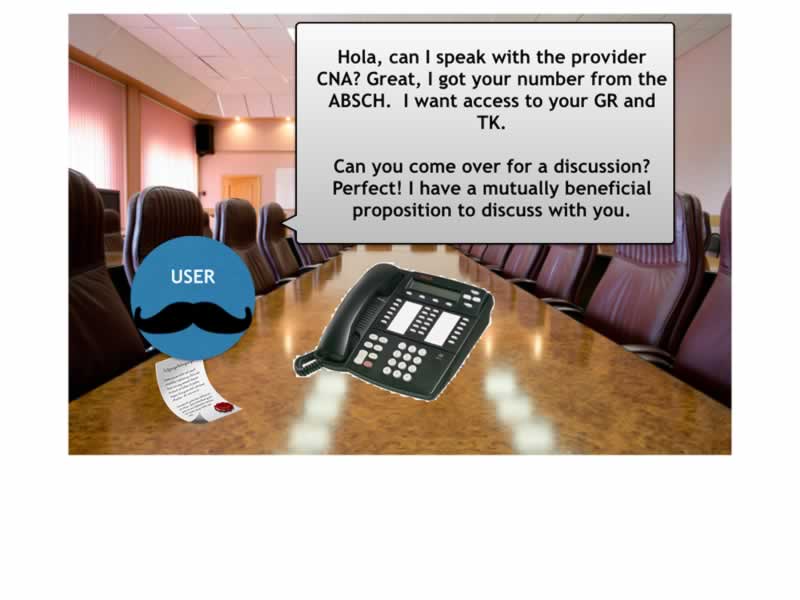 Hola, can I speak with the provider
CNA? Great, I got your number from the
ABSCH.  I want access to your GR and
TK.
Can you come over for a discussion?
Perfect! I have a mutually beneficial
proposition to discuss with you.
USER